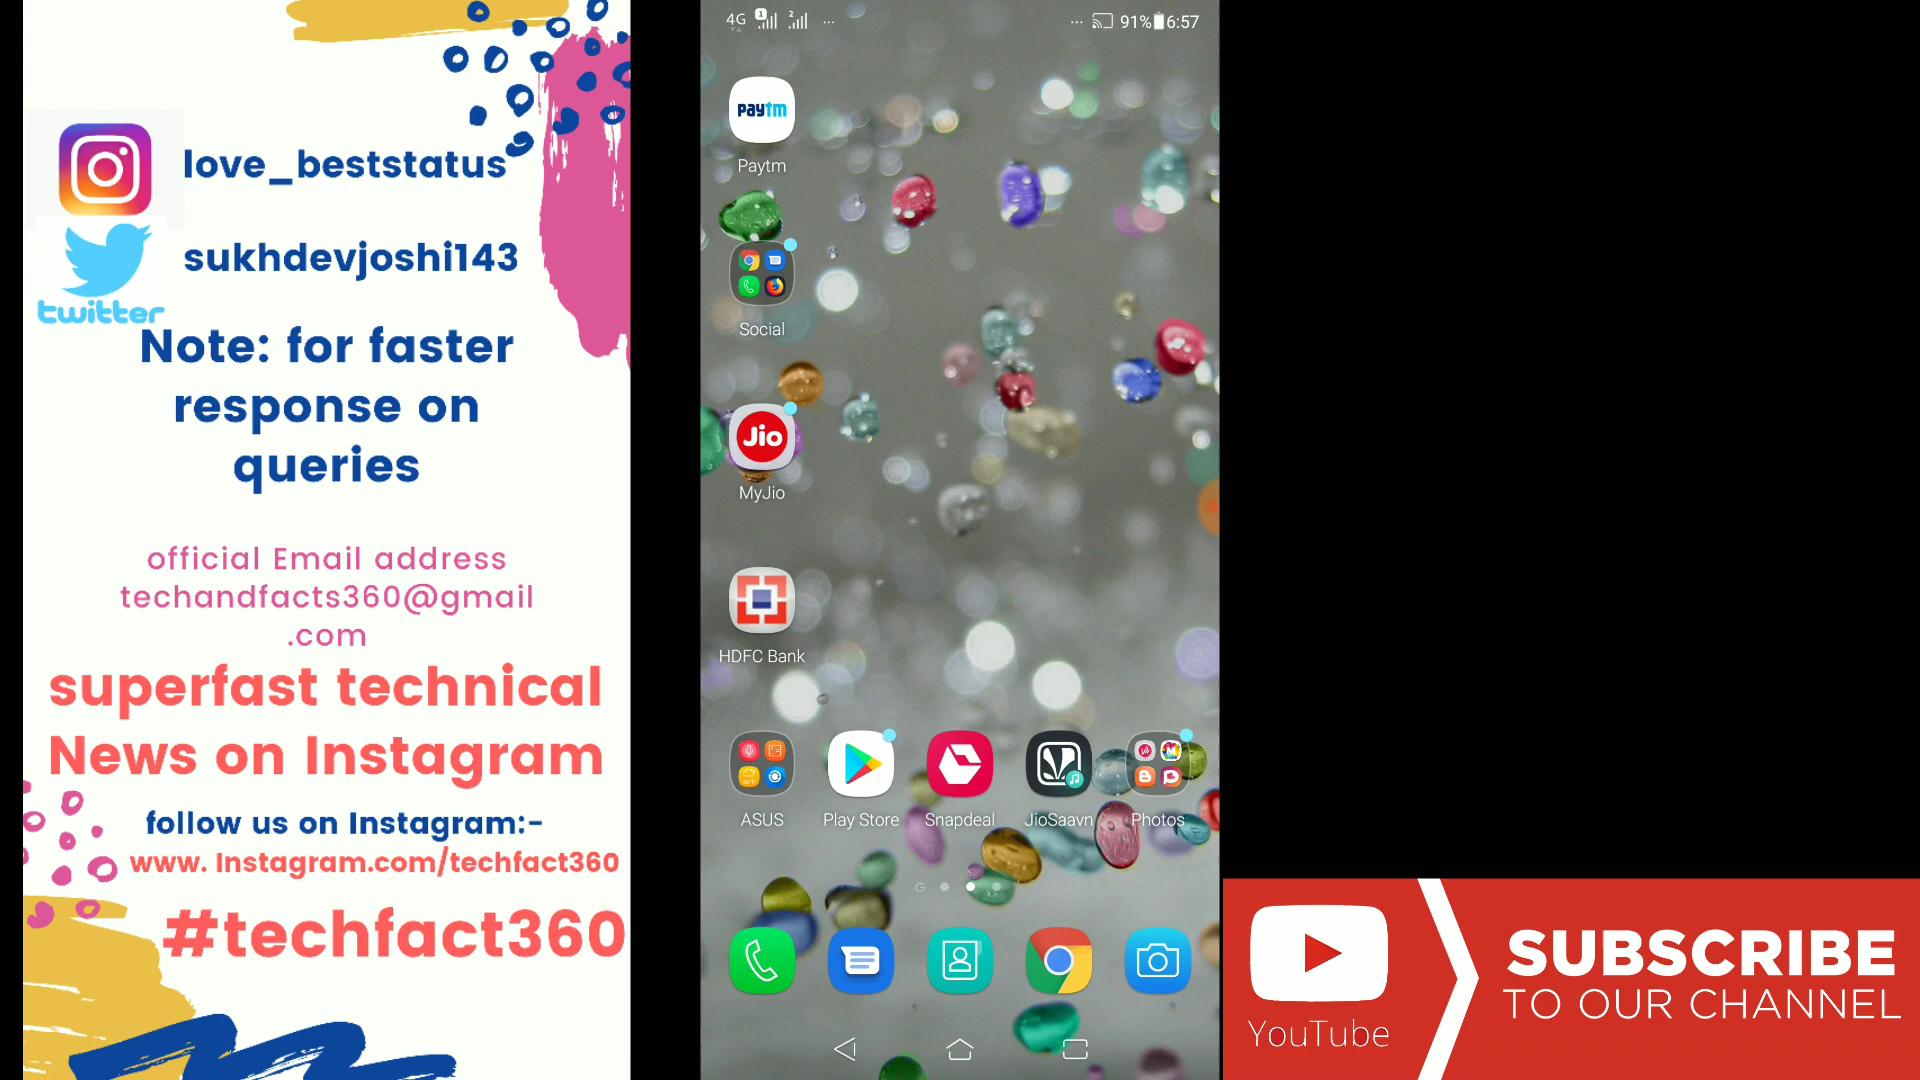 love_beststatus
sukhdevjoshi143
twitter
Note: for faster
response on
queries
official Email address
techandfacts360@gmail
.com
superfast technical
News on Instagram
follow us on Instagram:-
www. Instagram.com/techfact360
#techfact360
4G 1 2 ... ... 91% 6:57
paytm
Paytm
Social
Jio
MyJio
HDFC Bank
ASUS Play Store Snapdeal JioSaavn Photos
G
YouTube
SUBSCRIBE
TO OUR CHANNEL